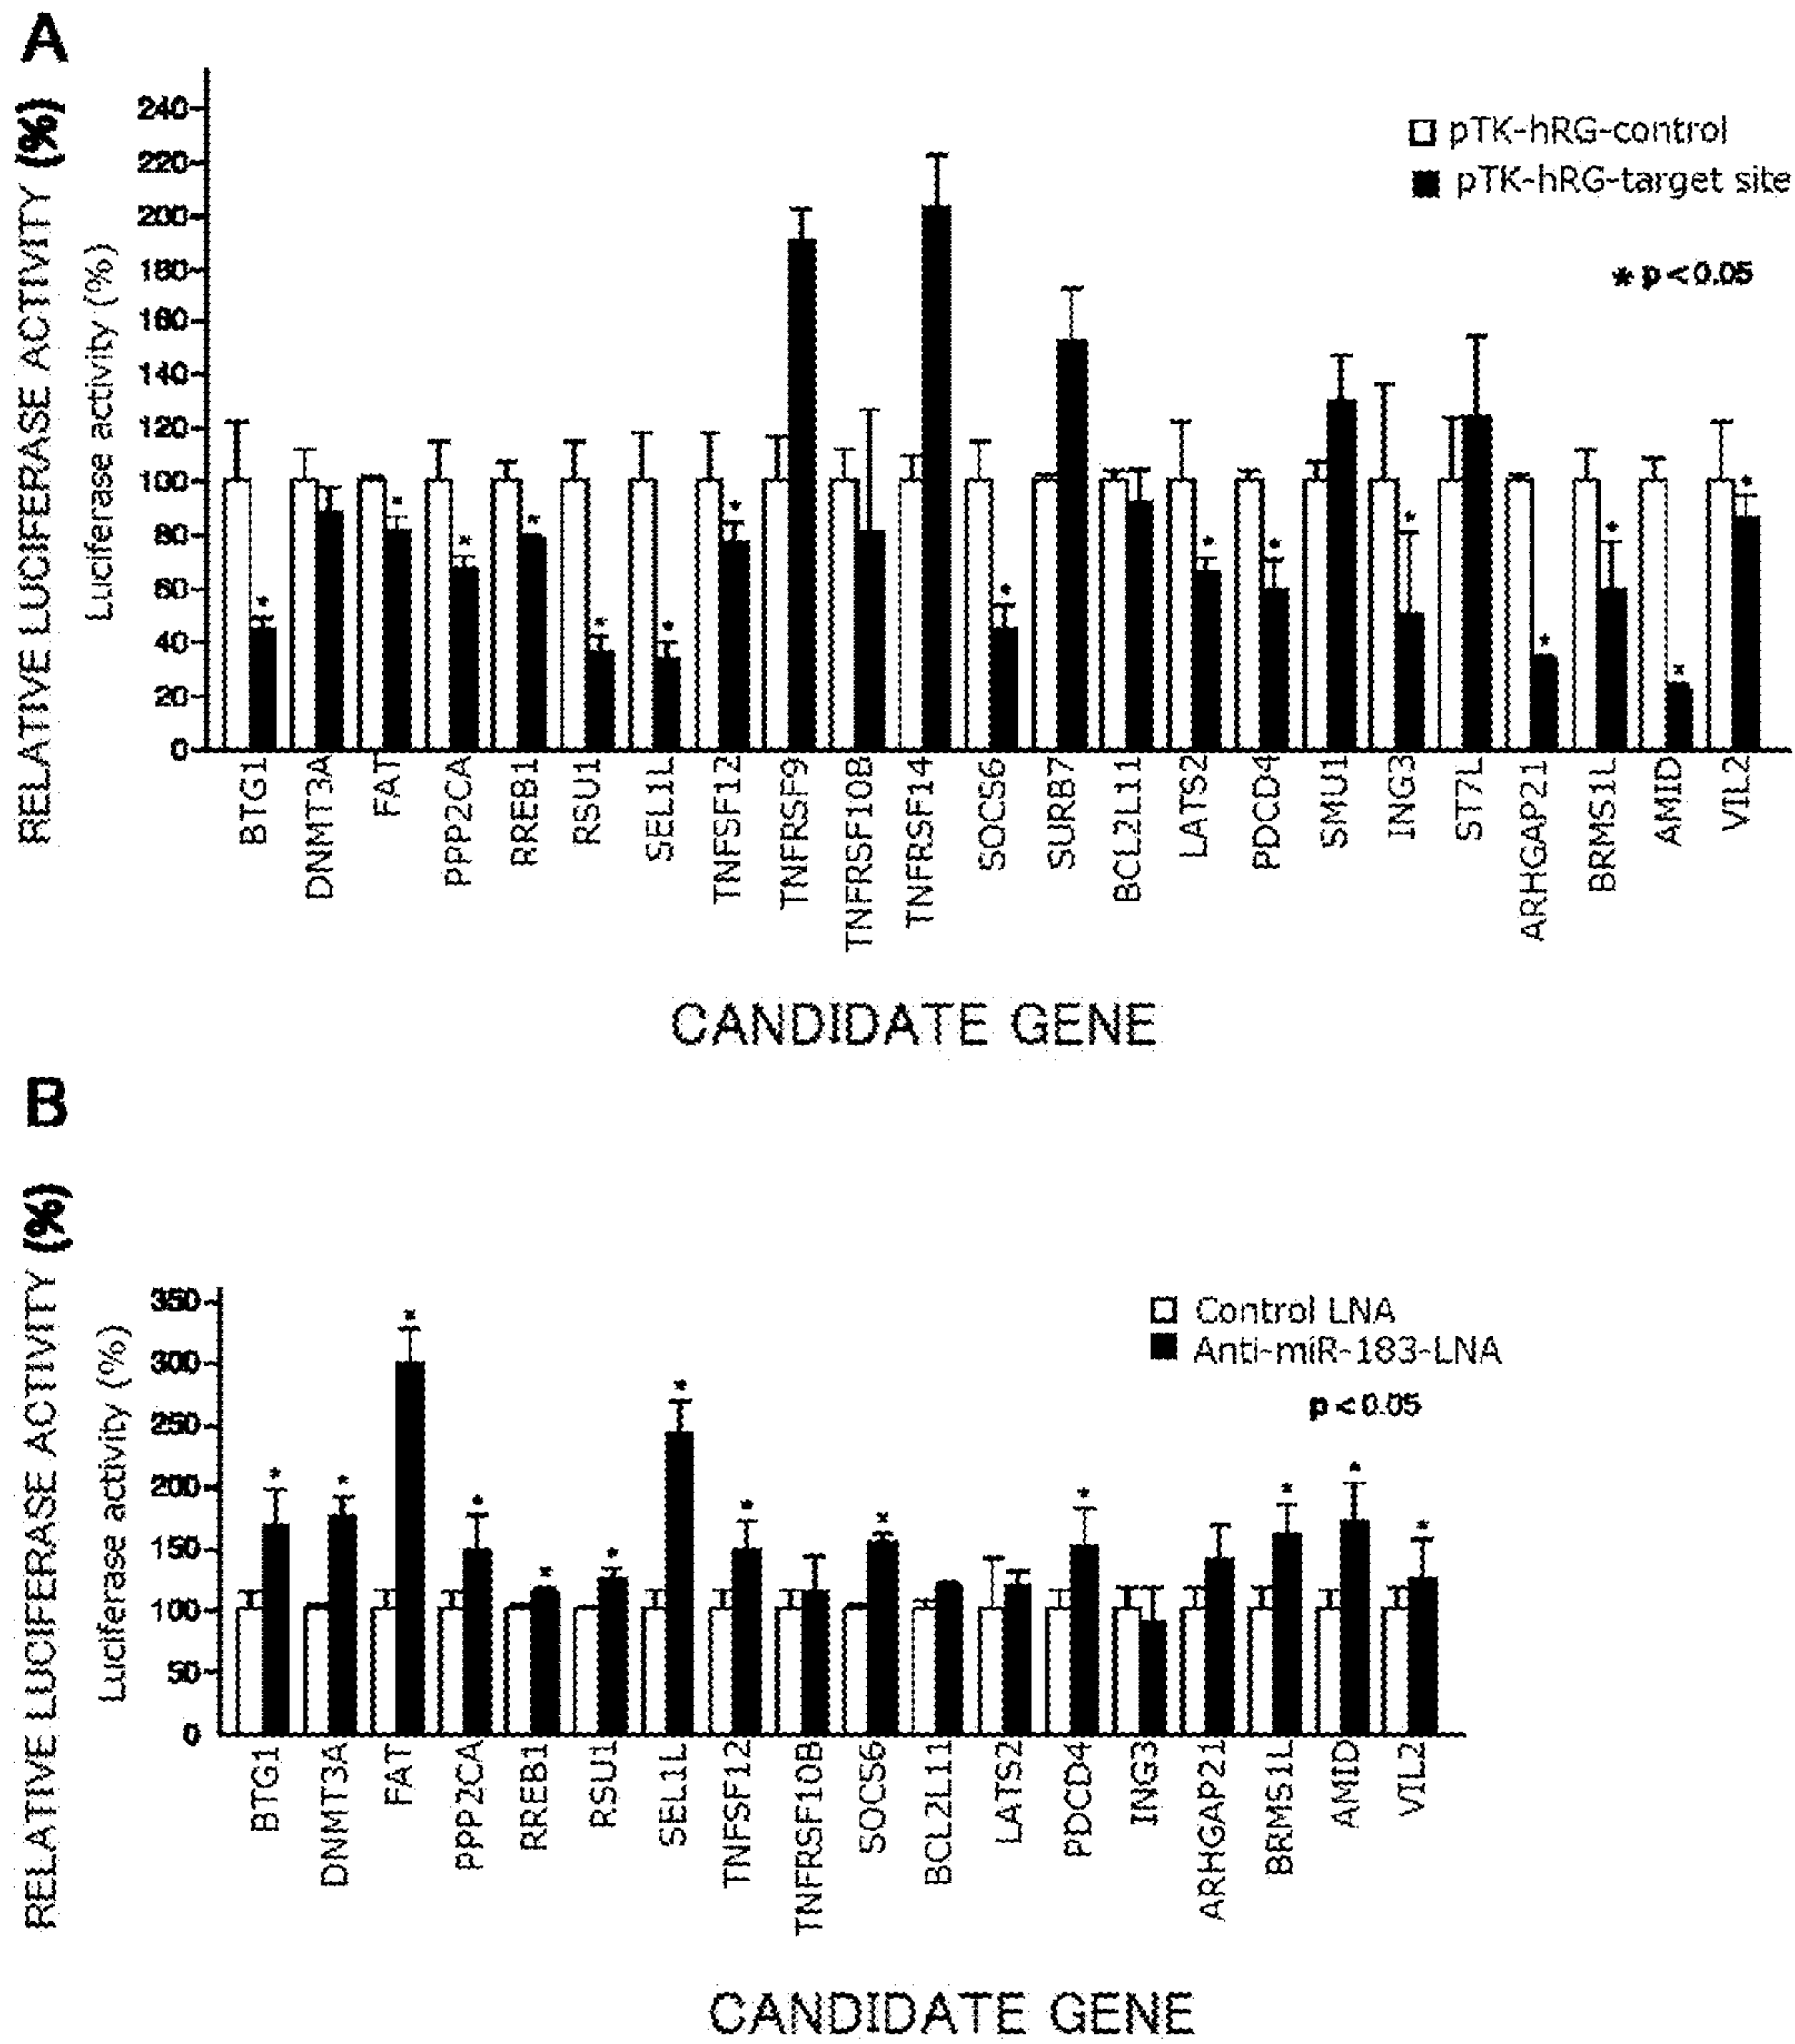 A
RELATIVE LUCIFERASE ACTIVITY (%)
Luciferase activity (%)
240
220
200
180
160
140
120
100
80
60
40
20
0
pTK-hRG-control
pTK-hRG-target site
* p<0.05
BTG1
DNMT3A
FAT
PPP2CA
RREB1
RSU1
SEL1L
TNFSF12
TNFRSF9
TNFRSF10B
TNFRSF14
SOCS6
SURB7
BCL2L11
LATS2
PDCD4
SMU1
ING3
ST7L
ARHGAP21
BRMS1L
AMID
VIL2
CANDIDATE GENE
B
RELATIVE LUCIFERASE ACTIVITY (%)
Luciferase activity (%)
350
300
250
200
150
100
50
0
Control LNA
Anti-miR-183-LNA
p<0.05
BTG1
DNMT3A
FAT
PPP2CA
RREB1
RSU1
SEL1L
TNFSF12
TNFRSF10B
SOCS6
BCL2L11
LATS2
PDCD4
ING3
ARHGAP21
BRMS1L
AMID
VIL2
CANDIDATE GENE